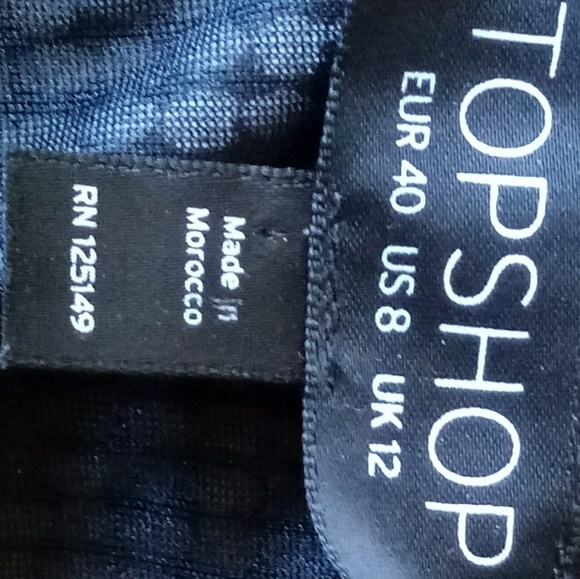 TOPSHOP
EUR 40 US 8 UK 12
Made In
Morocco
RN 125149